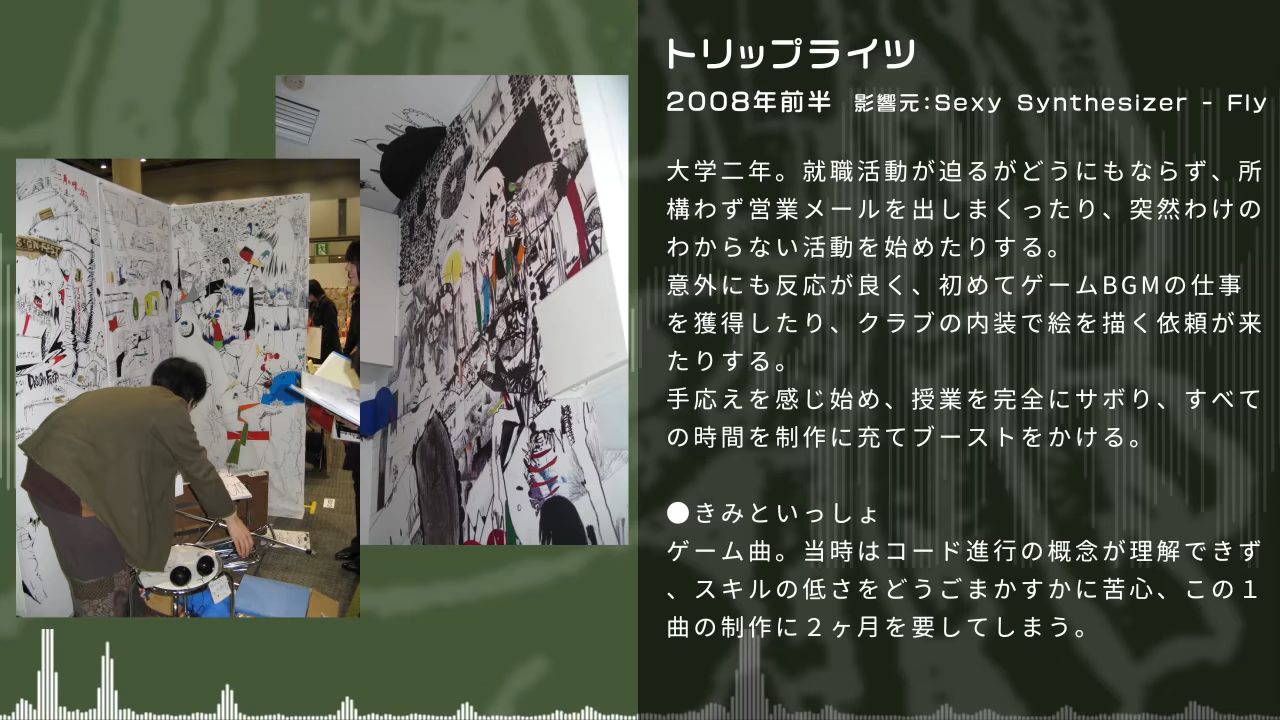 トリップライツ
2008年前半 影響元:Sexy Synthesizer - Fly
大学二年。就職活動が迫るがどうにもならず、所
構わず営業メールを出しまくったり、突然わけの
わからない活動を始めたりする。
意外にも反応が良く、初めてゲームBGMの仕事
を獲得したり、クラブの内装で絵を描く依頼が来
たりする。
手応えを感じ始め、授業を完全にサボり、すべて
の時間を制作に充てブーストをかける。
●きみといっしょ
ゲーム曲。当時はコード進行の概念が理解できず
、スキルの低さをどうごまかすかに苦心、この１
曲の制作に２ヶ月を要してしまう。